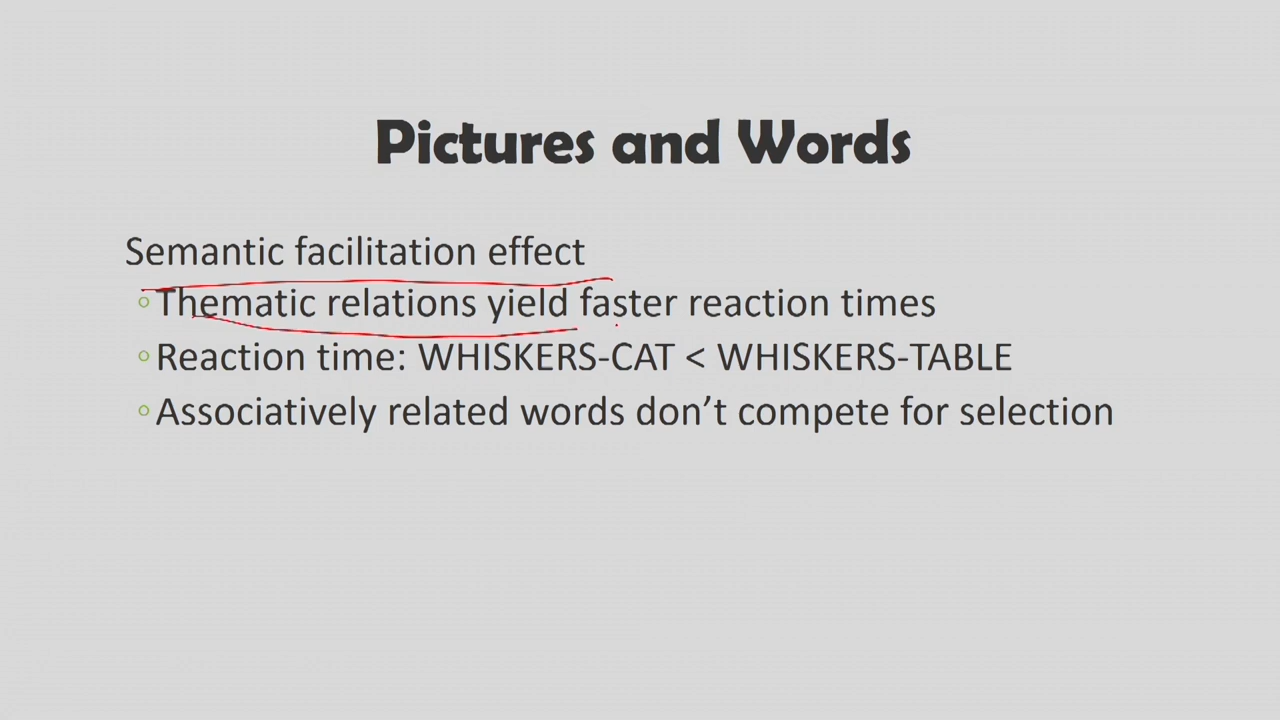 Pictures and Words
Semantic facilitation effect
◦Thematic relations yield faster reaction times
◦Reaction time: WHISKERS-CAT < WHISKERS-TABLE
◦Associatively related words don’t compete for selection